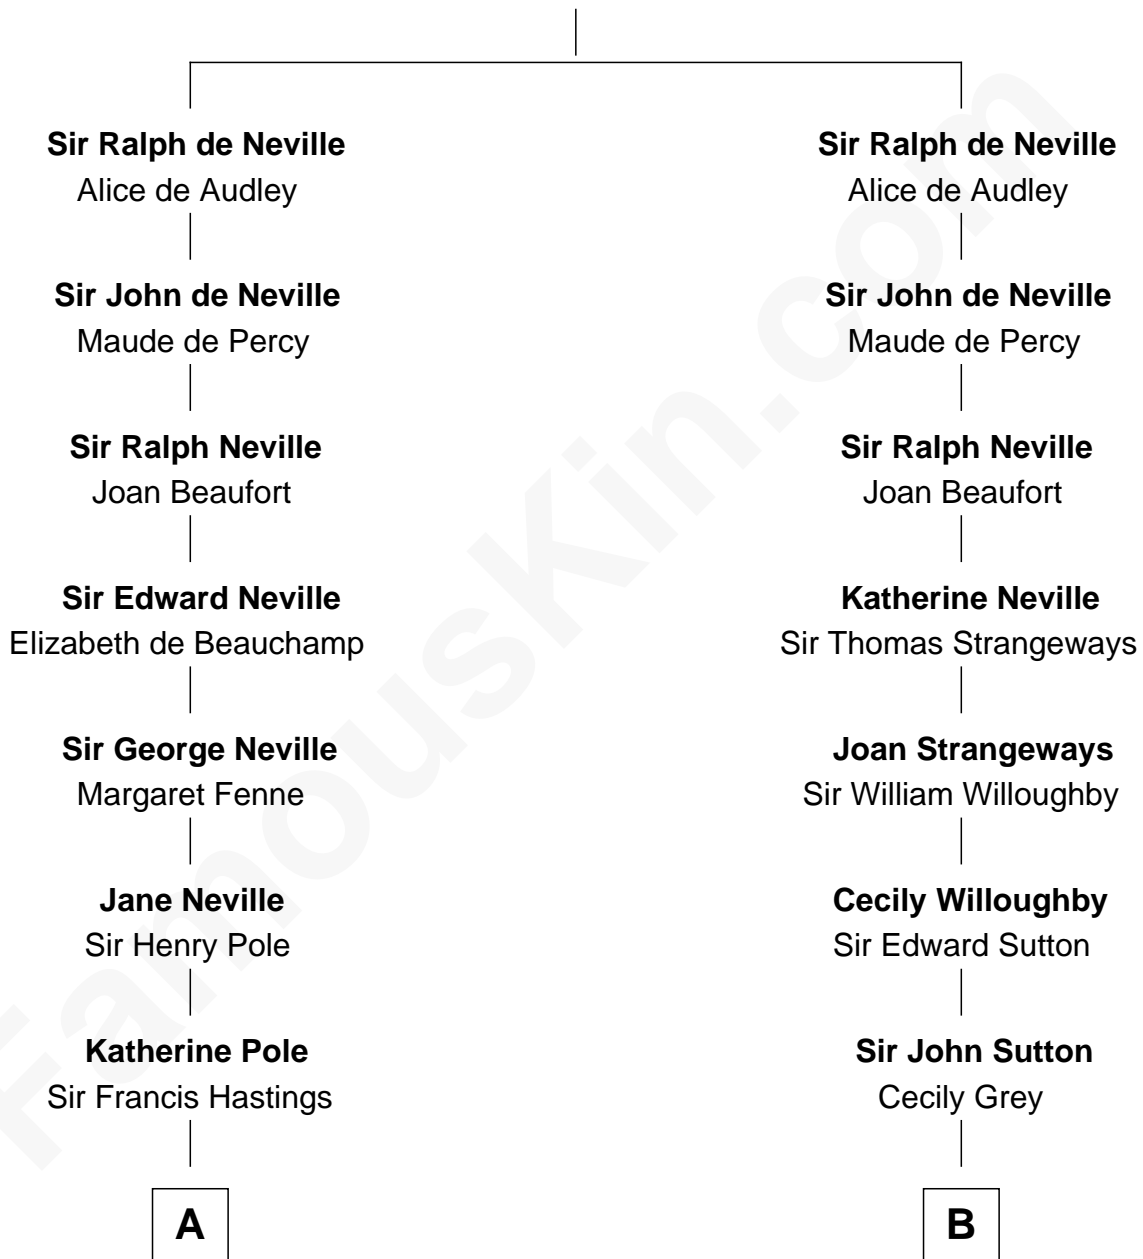 Sir Ralph de Neville
Alice de Audley
Sir John de Neville
Maude de Percy
Sir Ralph Neville
Joan Beaufort
Sir Edward Neville
Elizabeth de Beauchamp
Sir George Neville
Margaret Fenne
Jane Neville
Sir Henry Pole
Katherine Pole
Sir Francis Hastings
A
Sir Ralph de Neville
Alice de Audley
Sir John de Neville
Maude de Percy
Sir Ralph Neville
Joan Beaufort
Katherine Neville
Sir Thomas Strangeways
Joan Strangeways
Sir William Willoughby
Cecily Willoughby
Sir Edward Sutton
Sir John Sutton
Cecily Grey
B
FamousKin.com